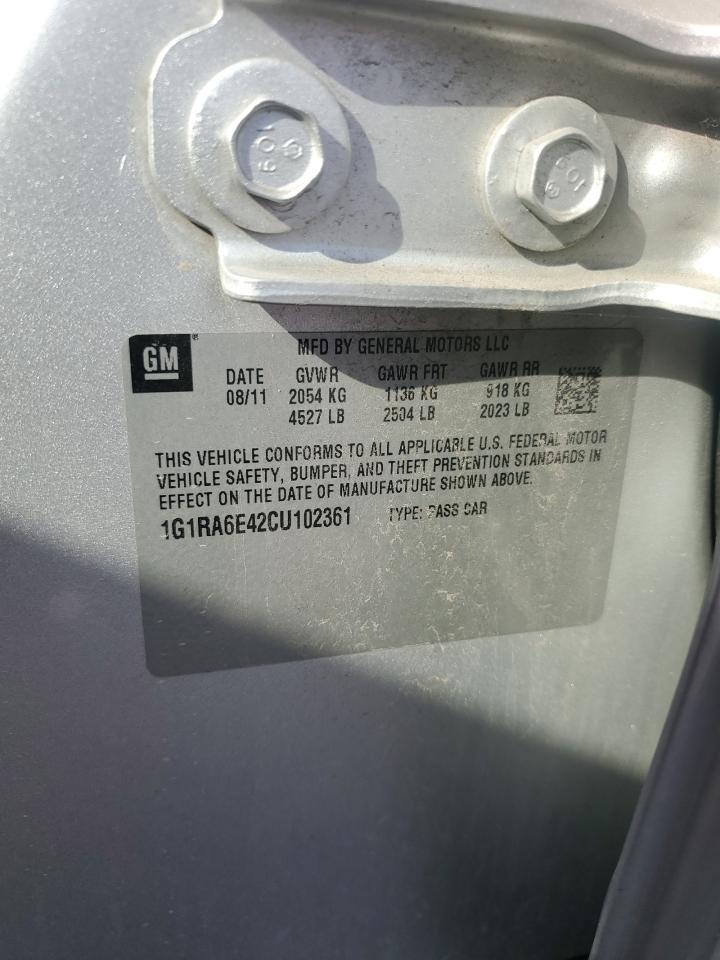 109
109
GM
MFD BY GENERAL MOTORS LLC
DATE GVWR GAWR FRT GAWR RR
08/11 2054 KG 1136 KG 918 KG
4527 LB 2504 LB 2023 LB
THIS VEHICLE CONFORMS TO ALL APPLICABLE U.S. FEDERAL MOTOR
VEHICLE SAFETY, BUMPER, AND THEFT PREVENTION STANDARDS IN
EFFECT ON THE DATE OF MANUFACTURE SHOWN ABOVE.
1G1RA6E42CU102361 TYPE: PASS CAR